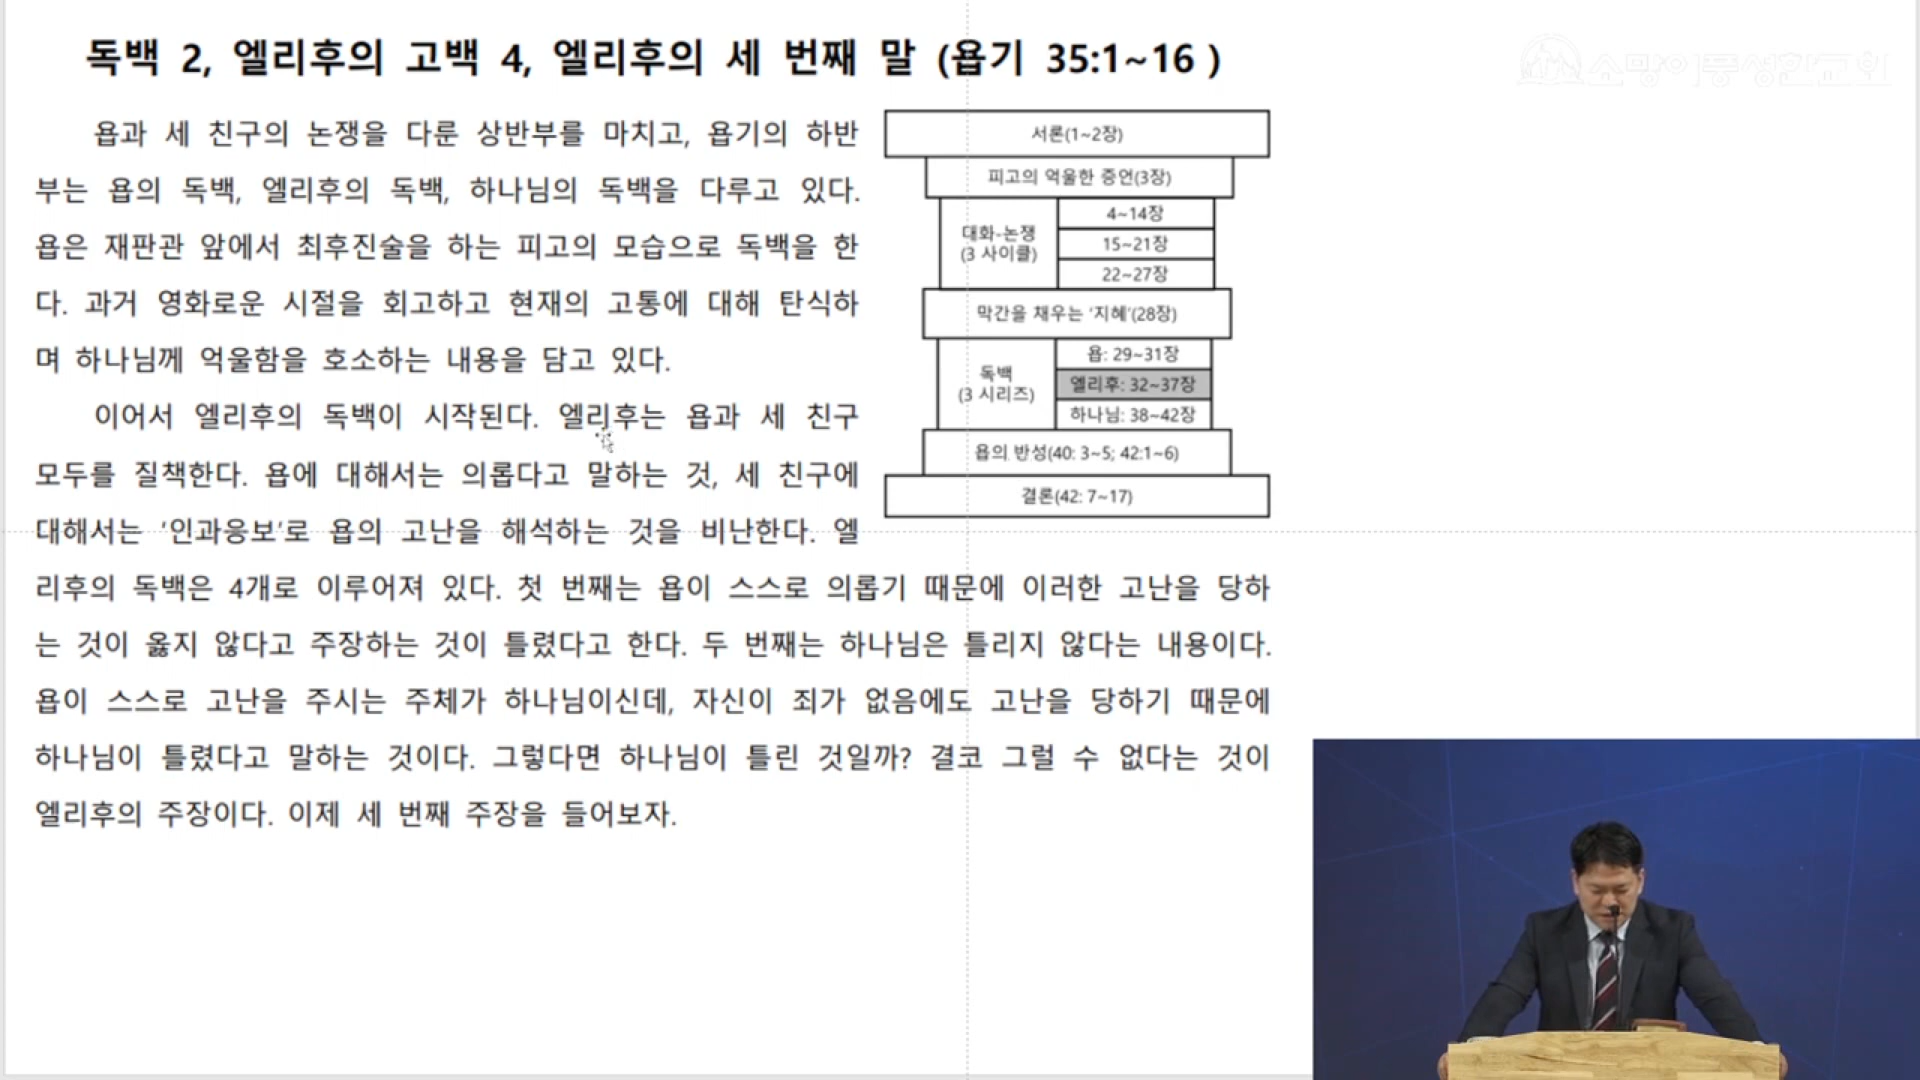 독백 2, 엘리후의 고백 4, 엘리후의 세 번째 말 (욥기 35:1~16 )
욥과 세 친구의 논쟁을 다룬 상반부를 마치고, 욥기의 하반
부는 욥의 독백, 엘리후의 독백, 하나님의 독백을 다루고 있다.
욥은 재판관 앞에서 최후진술을 하는 피고의 모습으로 독백을 한
다. 과거 영화로운 시절을 회고하고 현재의 고통에 대해 탄식하
며 하나님께 억울함을 호소하는 내용을 담고 있다.
이어서 엘리후의 독백이 시작된다. 엘리후는 욥과 세 친구
모두를 질책한다. 욥에 대해서는 의롭다고 말하는 것, 세 친구에
대해서는 '인과응보'로 욥의 고난을 해석하는 것을 비난한다. 엘
리후의 독백은 4개로 이루어져 있다. 첫 번째는 욥이 스스로 의롭기 때문에 이러한 고난을 당하
는 것이 옳지 않다고 주장하는 것이 틀렸다고 한다. 두 번째는 하나님은 틀리지 않다는 내용이다.
욥이 스스로 고난을 주시는 주체가 하나님이신데, 자신이 죄가 없음에도 고난을 당하기 때문에
하나님이 틀렸다고 말하는 것이다. 그렇다면 하나님이 틀린 것일까? 결코 그럴 수 없다는 것이
엘리후의 주장이다. 이제 세 번째 주장을 들어보자.
서론(1~2장)
피고의 억울한 증언(3장)
대화-논쟁
(3 사이클)
4~14장
15~21장
22~27장
막간을 채우는 '지혜'(28장)
독백
(3 시리즈)
욥: 29~31장
엘리후: 32~37장
하나님: 38~42장
욥의 반성(40: 3~5; 42:1~6)
결론(42: 7~17)
소망이풍성한교회